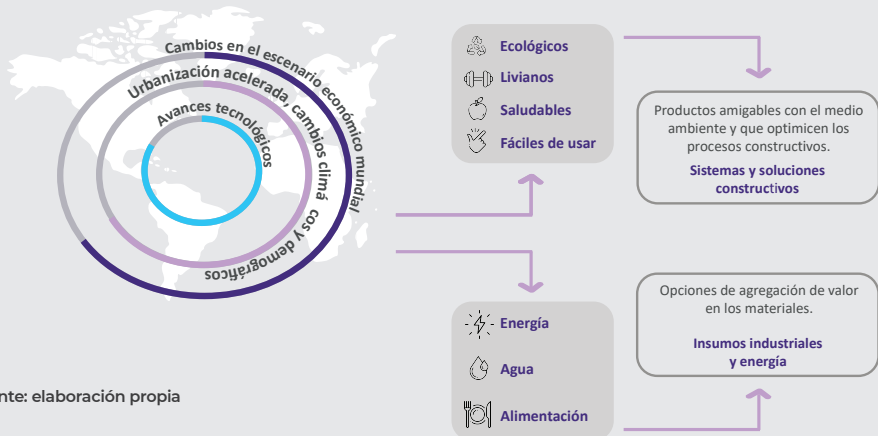 Cambios en el escenario económico mundial
Urbanización acelerada, cambios climá cos y demográficos
Avances tecnológicos
Ecológicos
Livianos
Saludables
Fáciles de usar
Productos amigables con el medio
ambiente y que optimicen los
procesos constructivos.
Sistemas y soluciones
constructivos
Energía
Agua
Alimentación
Opciones de agregación de valor
en los materiales.
Insumos industriales
y energía
nte: elaboración propia